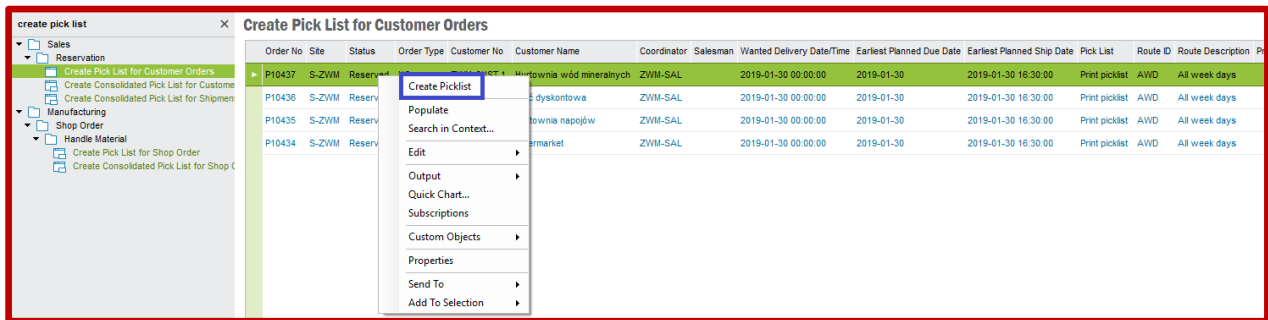 create pick list ×
Create Pick List for Customer Orders
Sales
Reservation
Create Pick List for Customer Orders
Create Consolidated Pick List for Custome
Create Consolidated Pick List for Shipmen
Manufacturing
Shop Order
Handle Material
Create Pick List for Shop Order
Create Consolidated Pick List for Shop O
Order No Site Status Order Type Customer No Customer Name Coordinator Salesman Wanted Delivery Date/Time Earliest Planned Due Date Earliest Planned Ship Date Pick List Route ID Route Description Pr
P10437 S-ZWM Reserved Hurtownia wód mineralnych ZWM-SAL 2019-01-30 00:00:00 2019-01-30 2019-01-30 16:30:00 Print picklist AWD All week days
P10436 S-ZWM Reserv ć dyskontowa ZWM-SAL 2019-01-30 00:00:00 2019-01-30 2019-01-30 16:30:00 Print picklist AWD All week days
P10435 S-ZWM Reserv townia napojów ZWM-SAL 2019-01-30 00:00:00 2019-01-30 2019-01-30 16:30:00 Print picklist AWD All week days
P10434 S-ZWM Reserv ermarket ZWM-SAL 2019-01-30 00:00:00 2019-01-30 2019-01-30 16:30:00 Print picklist AWD All week days
Create Picklist
Populate
Search in Context...
Edit
Output
Quick Chart...
Subscriptions
Custom Objects
Properties
Send To
Add To Selection